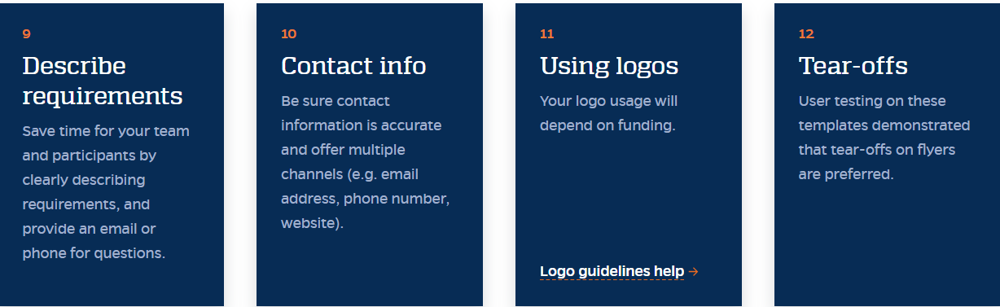 9
Describe
requirements
Save time for your team
and participants by
clearly describing
requirements, and
provide an email or
phone for questions.
10
Contact info
Be sure contact
information is accurate
and offer multiple
channels (e.g. email
address, phone number,
website).
11
Using logos
Your logo usage will
depend on funding.
Logo guidelines help →
12
Tear-offs
User testing on these
templates demonstrated
that tear-offs on flyers
are preferred.